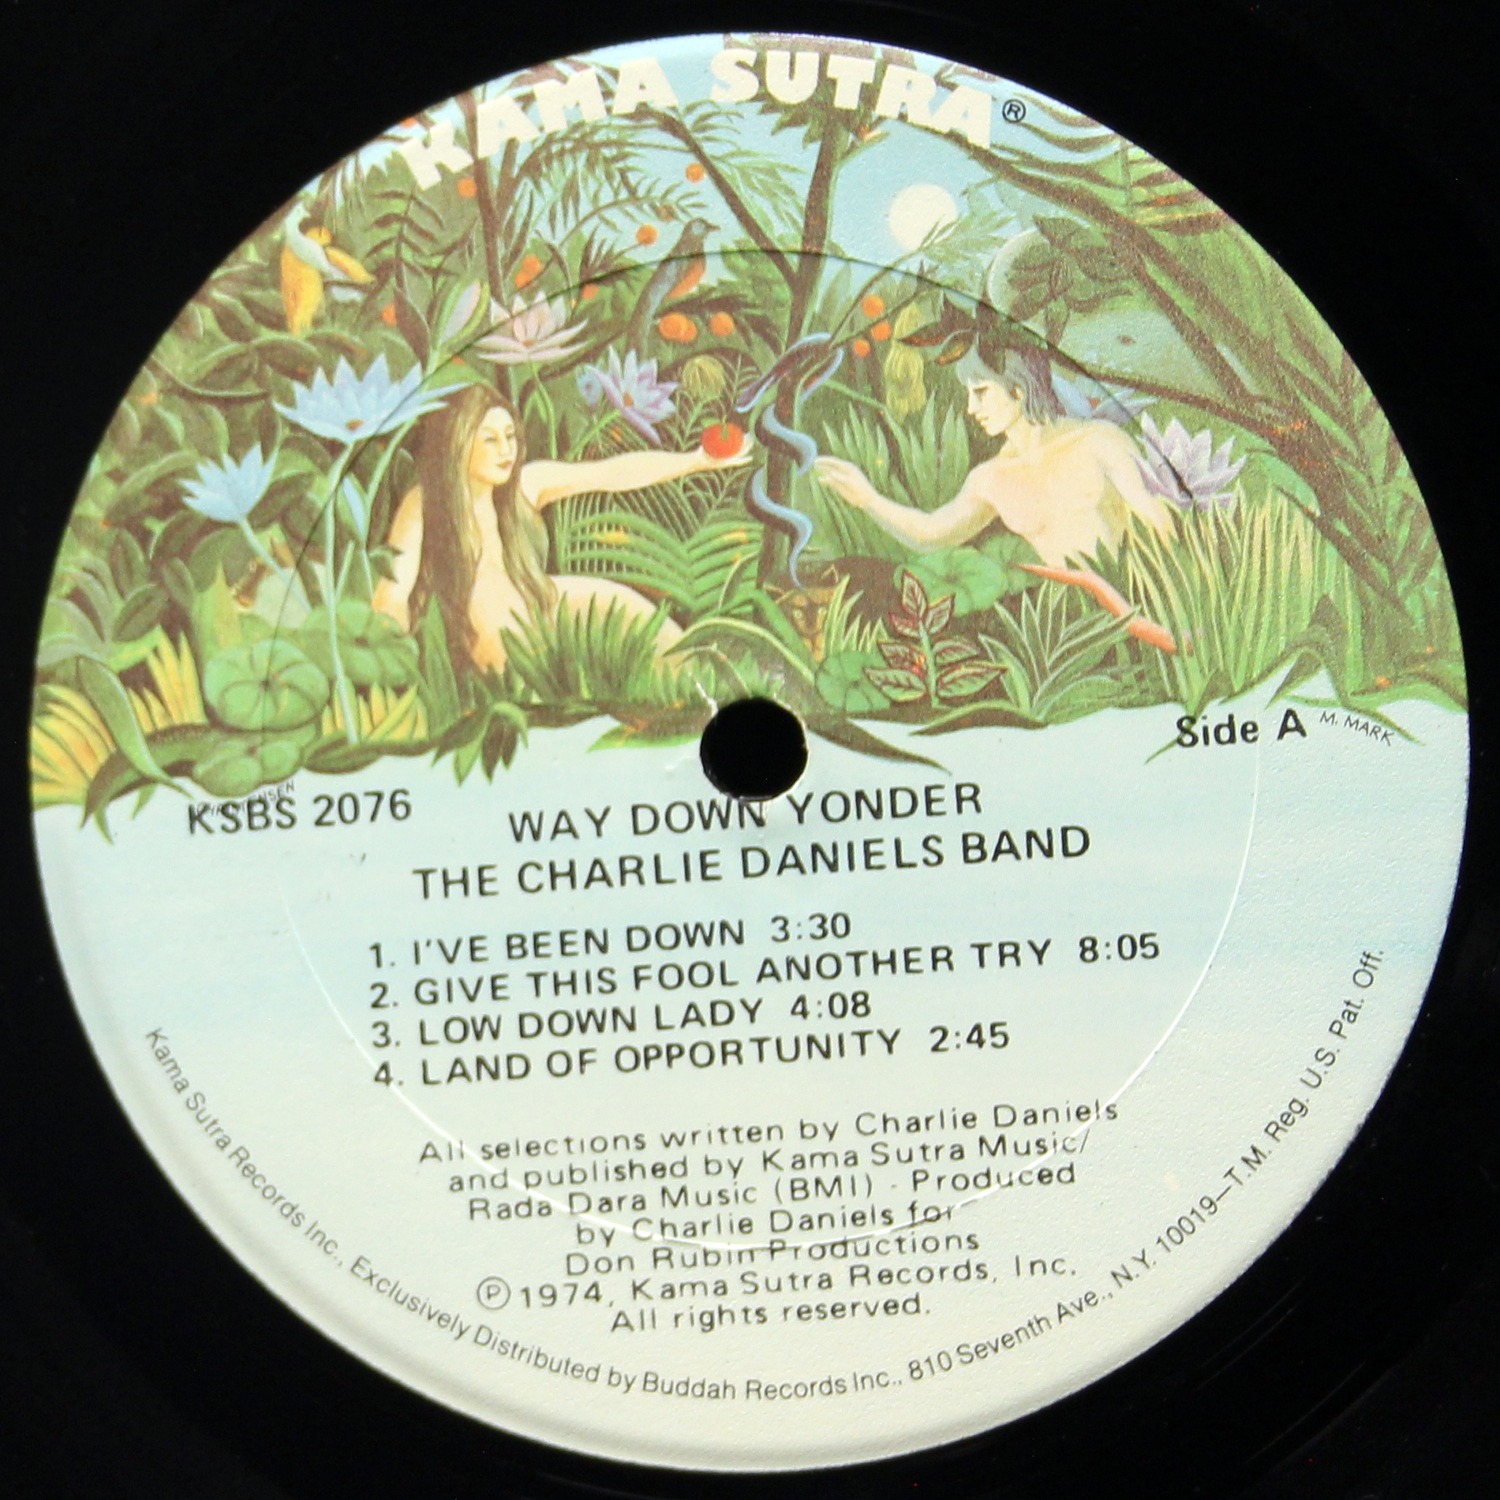 KAMA SUTRA®
Side A M. MARK
KSBS 2076
WAY DOWN YONDER
THE CHARLIE DANIELS BAND
1. I'VE BEEN DOWN 3:30
2. GIVE THIS FOOL ANOTHER TRY 8:05
3. LOW DOWN LADY 4:08
4. LAND OF OPPORTUNITY 2:45
All selections written by Charlie Daniels
and published by Kama Sutra Music/
Rada Dara Music (BMI) - Produced
by Charlie Daniels for
Don Rubin Productions
Ⓟ1974, Kama Sutra Records, Inc.
All rights reserved.
Kama Sutra Records Inc., Exclusively Distributed by Buddah Records Inc., 810 Seventh Ave., N.Y. 10019—T.M. Reg. U.S. Pat. Off.